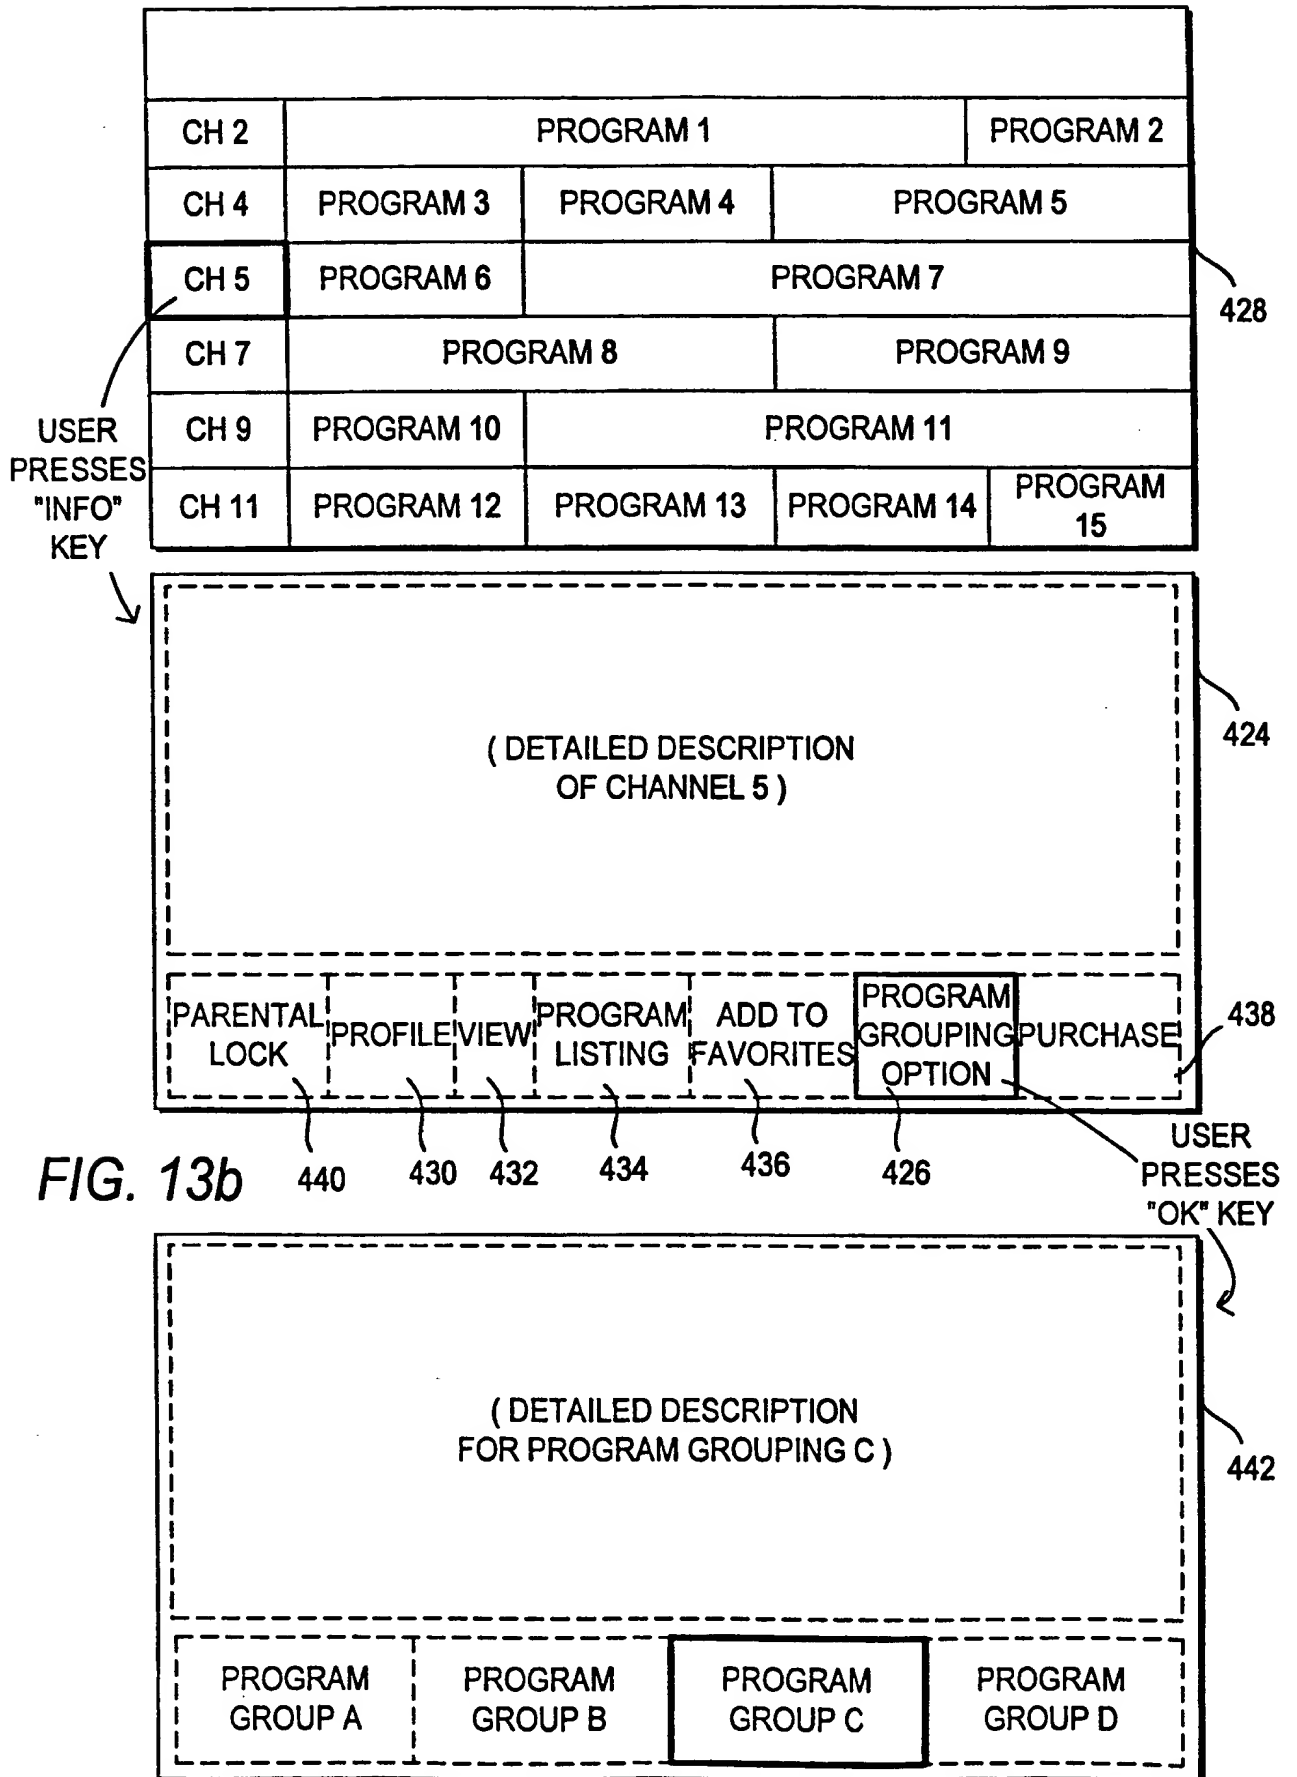 CH 2 PROGRAM 1 PROGRAM 2
CH 4 PROGRAM 3 PROGRAM 4 PROGRAM 5
CH 5 PROGRAM 6 PROGRAM 7
428
CH 7 PROGRAM 8 PROGRAM 9
CH 9 PROGRAM 10 PROGRAM 11
CH 11 PROGRAM 12 PROGRAM 13 PROGRAM 14 PROGRAM
15
USER
PRESSES
"INFO"
KEY
424
( DETAILED DESCRIPTION
OF CHANNEL 5 )
PARENTAL
LOCK
PROFILE
VIEW
PROGRAM
LISTING
ADD TO
FAVORITES
PROGRAM
GROUPING
OPTION
PURCHASE
438
440 430 432 434 436 426
USER
PRESSES
"OK" KEY
FIG. 13b
( DETAILED DESCRIPTION
FOR PROGRAM GROUPING C )
442
PROGRAM
GROUP A
PROGRAM
GROUP B
PROGRAM
GROUP C
PROGRAM
GROUP D